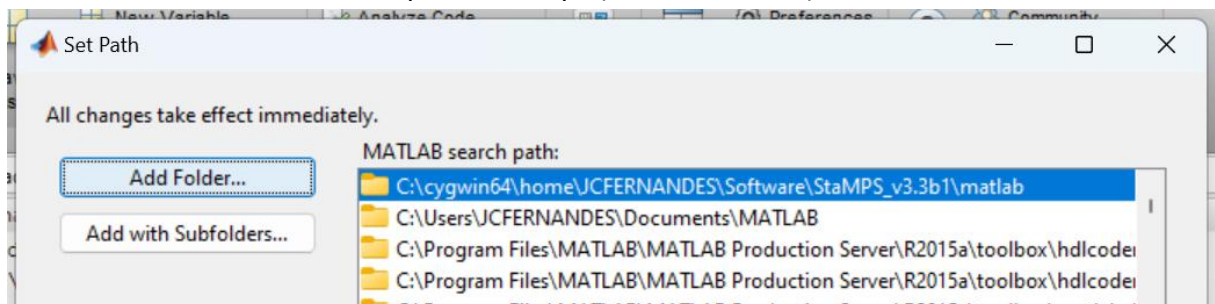 New Variable Analyze Code Preferences Community
Set Path
All changes take effect immediately.
MATLAB search path:
Add Folder...
C:\cygwin64\home\JCFERNANDES\Software\StaMPS_v3.3b1\matlab
C:\Users\JCFERNANDES\Documents\MATLAB
Add with Subfolders...
C:\Program Files\MATLAB\MATLAB Production Server\R2015a\toolbox\hdlcoder
C:\Program Files\MATLAB\MATLAB Production Server\R2015a\toolbox\hdlcoder